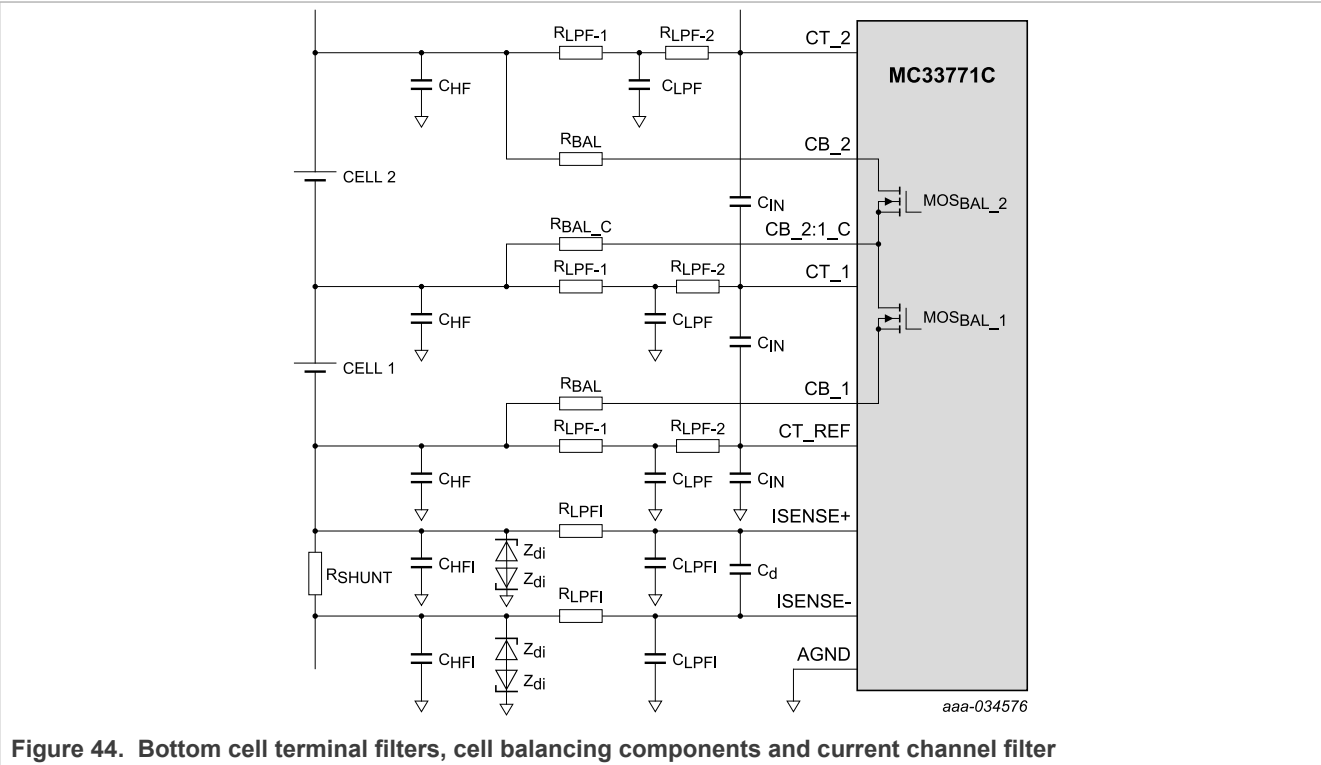 RLPF-1
RLPF-2
CT_2
MC33771C
CHF
CLPF
RBAL
CB_2
CELL 2
MOSBAL_2
CIN
RBAL_C
CB_2:1_C
RLPF-1
RLPF-2
CT_1
CHF
CLPF
MOSBAL_1
CIN
CELL 1
RBAL
CB_1
RLPF-1
RLPF-2
CT_REF
CHF
CLPF
CIN
RLPFI
ISENSE+
RSHUNT
CHFI
Zdi
Zdi
CLPFI
Cd
RLPFI
ISENSE-
CHFI
Zdi
Zdi
CLPFI
AGND
aaa-034576
Figure 44. Bottom cell terminal filters, cell balancing components and current channel filter